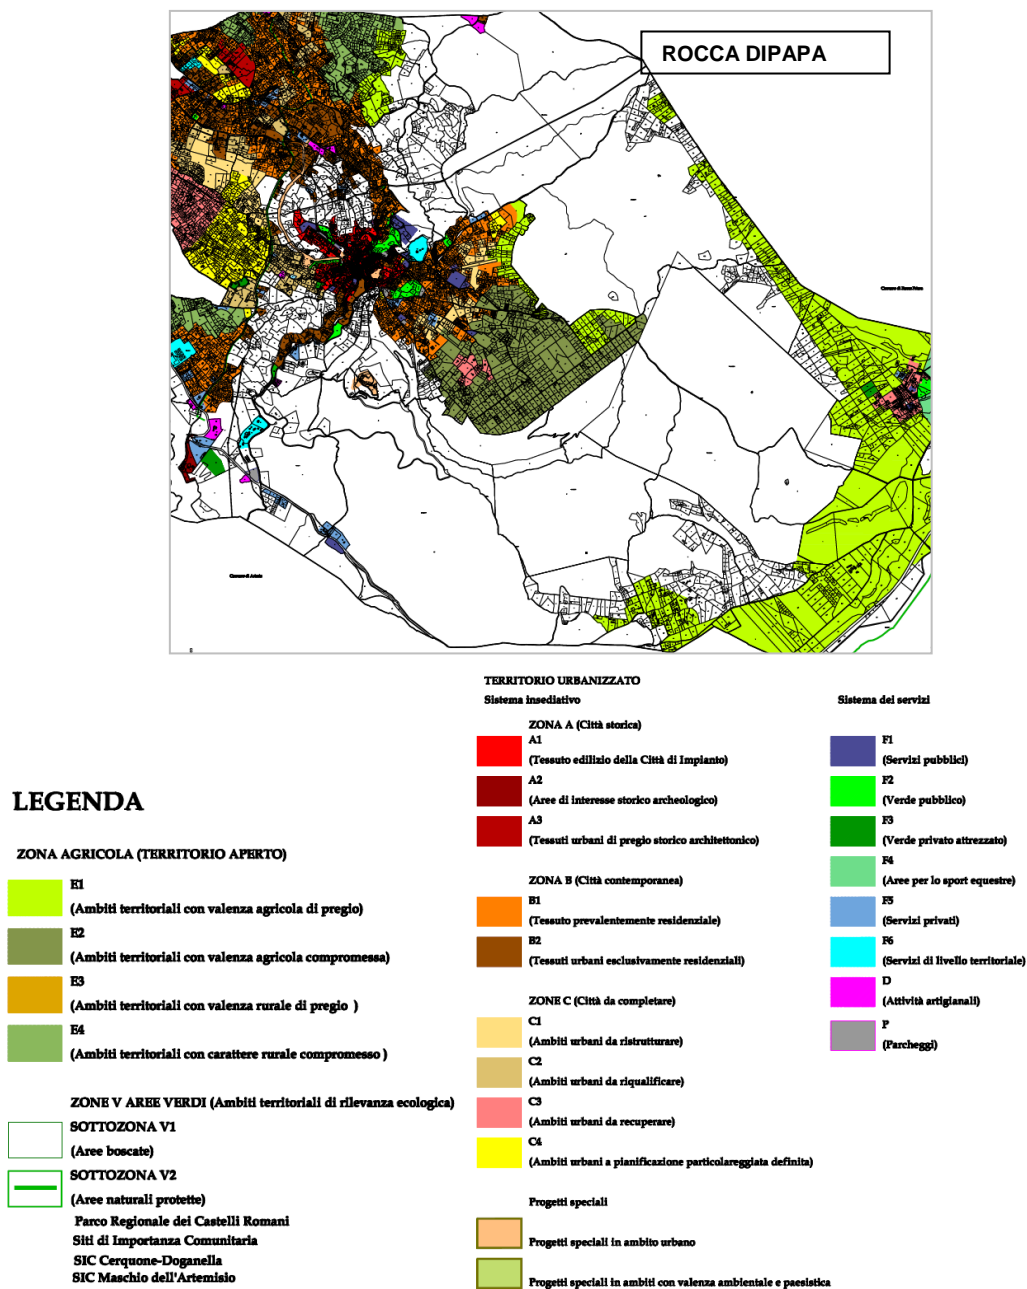 ROCCA DIPAPA
TERRITORIO URBANIZZATO
Sistema insediativo
ZONA A (Città storica)
A1
(Tessuto edilizio della Città di Impianto)
A2
(Aree di interesse storico archeologico)
A3
(Tessuti urbani di pregio storico architettonico)
ZONA B (Città contemporanea)
B1
(Tessuto prevalentemente residenziale)
B2
(Tessuti urbani esclusivamente residenziali)
ZONE C (Città da completare)
C1
(Ambiti urbani da ristrutturare)
C2
(Ambiti urbani da riqualificare)
C3
(Ambiti urbani da recuperare)
C4
(Ambiti urbani a pianificazione particolareggiata definita)
Progetti speciali
Progetti speciali in ambito urbano
Progetti speciali in ambiti con valenza ambientale e paesistica
Sistema dei servizi
F1
(Servizi pubblici)
F2
(Verde pubblico)
F3
(Verde privato attrezzato)
F4
(Aree per lo sport equestre)
F5
(Servizi privati)
F6
(Servizi di livello territoriale)
D
(Attività artigianali)
P
(Parcheggi)
LEGENDA
ZONA AGRICOLA (TERRITORIO APERTO)
E1
(Ambiti territoriali con valenza agricola di pregio)
E2
(Ambiti territoriali con valenza agricola compromessa)
E3
(Ambiti territoriali con valenza rurale di pregio )
E4
(Ambiti territoriali con carattere rurale compromesso )
ZONE V AREE VERDI (Ambiti territoriali di rilevanza ecologica)
SOTTOZONA V1
(Aree boscate)
SOTTOZONA V2
(Aree naturali protette)
Parco Regionale dei Castelli Romani
Siti di Importanza Comunitaria
SIC Cerquone-Doganella
SIC Maschio dell'Artemisio